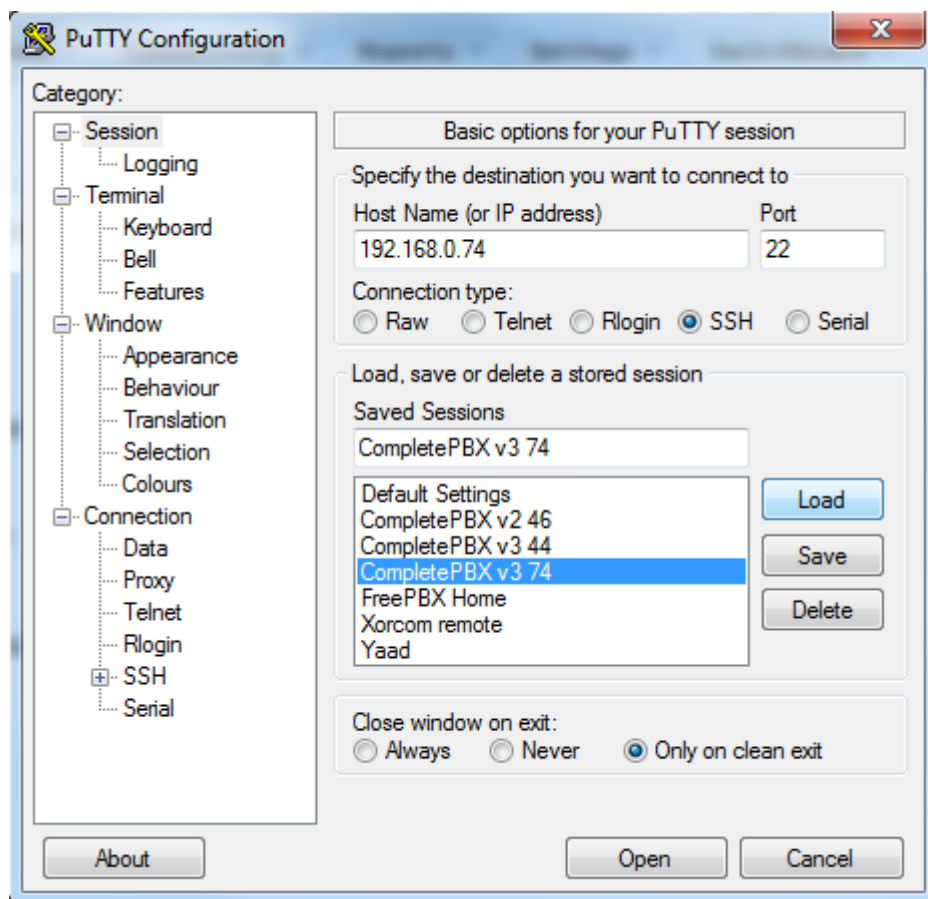 PuTTY Configuration
Category:
Session
Logging
Terminal
Keyboard
Bell
Features
Window
Appearance
Behaviour
Translation
Selection
Colours
Connection
Data
Proxy
Telnet
Rlogin
SSH
Serial
Basic options for your PuTTY session
Specify the destination you want to connect to
Host Name (or IP address) Port
192.168.0.74 22
Connection type:
Raw Telnet Rlogin SSH Serial
Load, save or delete a stored session
Saved Sessions
CompletePBX v3 74
Default Settings
CompletePBX v2 46
CompletePBX v3 44
CompletePBX v3 74
FreePBX Home
Xorcom remote
Yaad
Load
Save
Delete
Close window on exit:
Always Never Only on clean exit
About Open Cancel